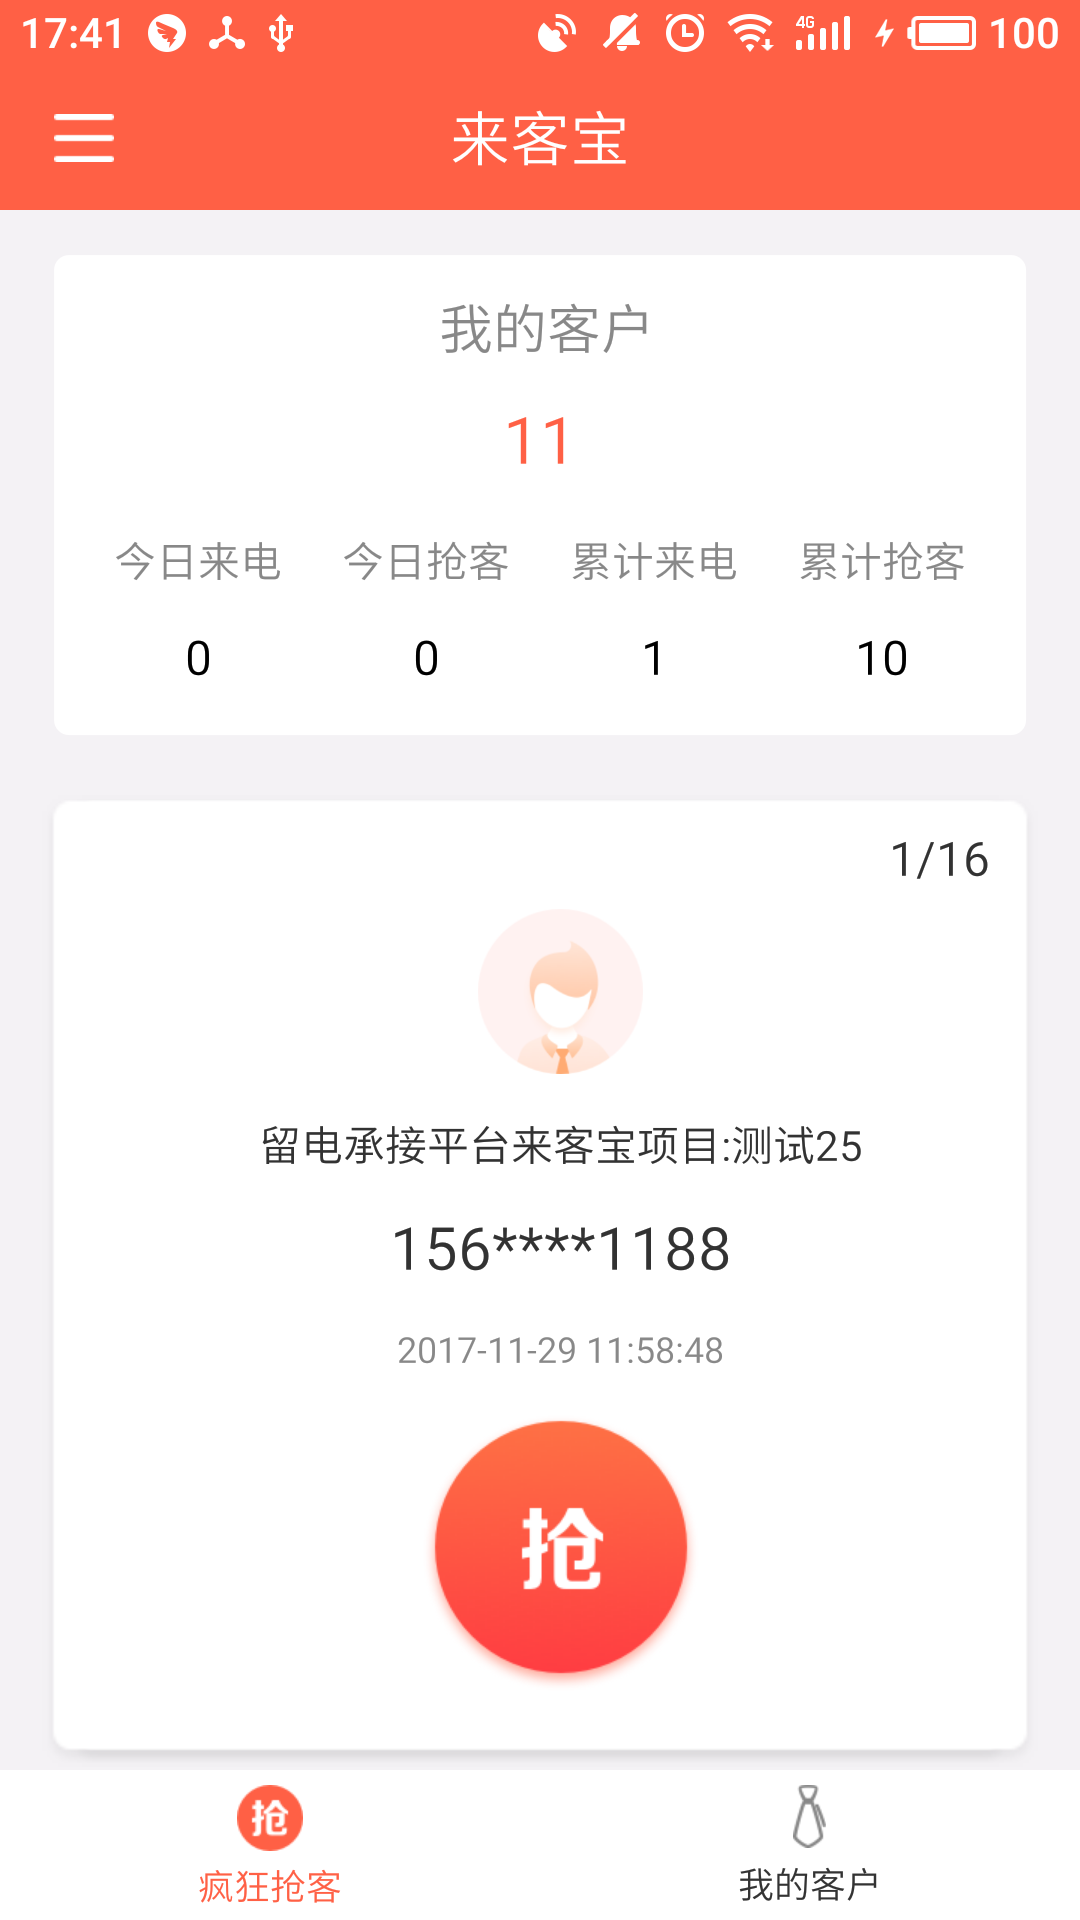 17:41 4G 100
来客宝
我的客户
11
今日来电 今日抢客 累计来电 累计抢客
0 0 1 10
1/16
留电承接平台来客宝项目:测试25
156****1188
2017-11-29 11:58:48
抢
抢
疯狂抢客 我的客户